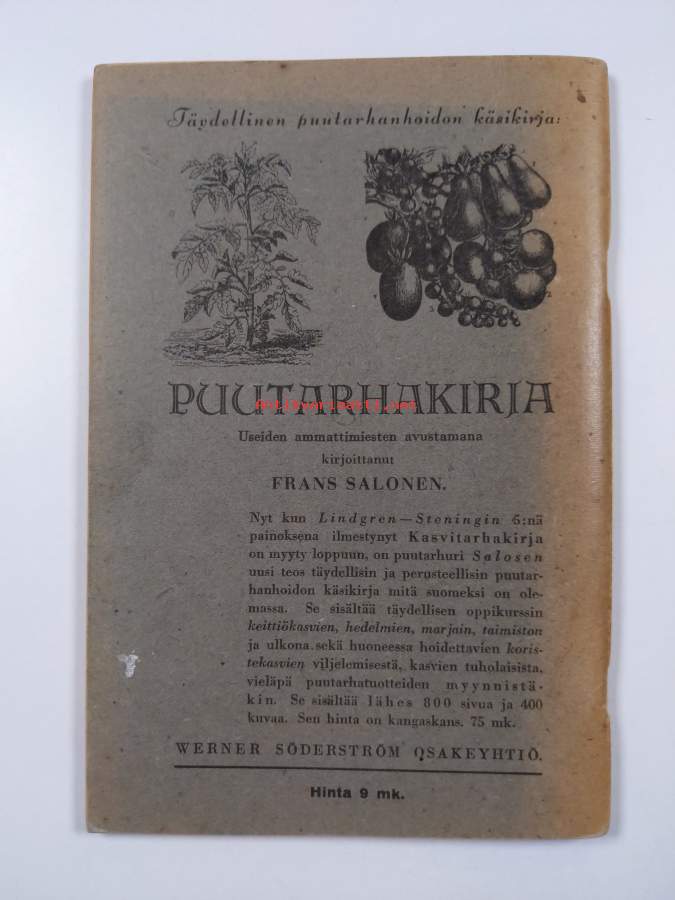 Täydellinen puutarhanhoidon käsikirja:
PUUTARHAKIRJA
Antikvariaatti.net
Useiden ammattimiesten avustamana
kirjoittanut
FRANS SALONEN.
Nyt kun Lindgren—Steningin 6:nä
painoksena ilmestynyt Kasvitarhakirja
on myyty loppuun, on puutarhuri Salosen
uusi teos täydellisin ja perusteellisin puutar-
hanhoidon käsikirja mitä suomeksi on ole-
massa. Se sisältää täydellisen oppikurssin
keittiökasvien, hedelmien, marjain, taimiston
ja ulkona sekä huoneessa hoidettavien koris-
tekasvien viljelemisestä, kasvien tuholaisista,
vieläpä puutarhatuotteiden myynnistä-
kin. Se sisältää lähes 800 sivua ja 400
kuvaa. Sen hinta on kangaskans. 75 mk.
WERNER SÖDERSTRÖM OSAKEYHTIÖ.
Hinta 9 mk.